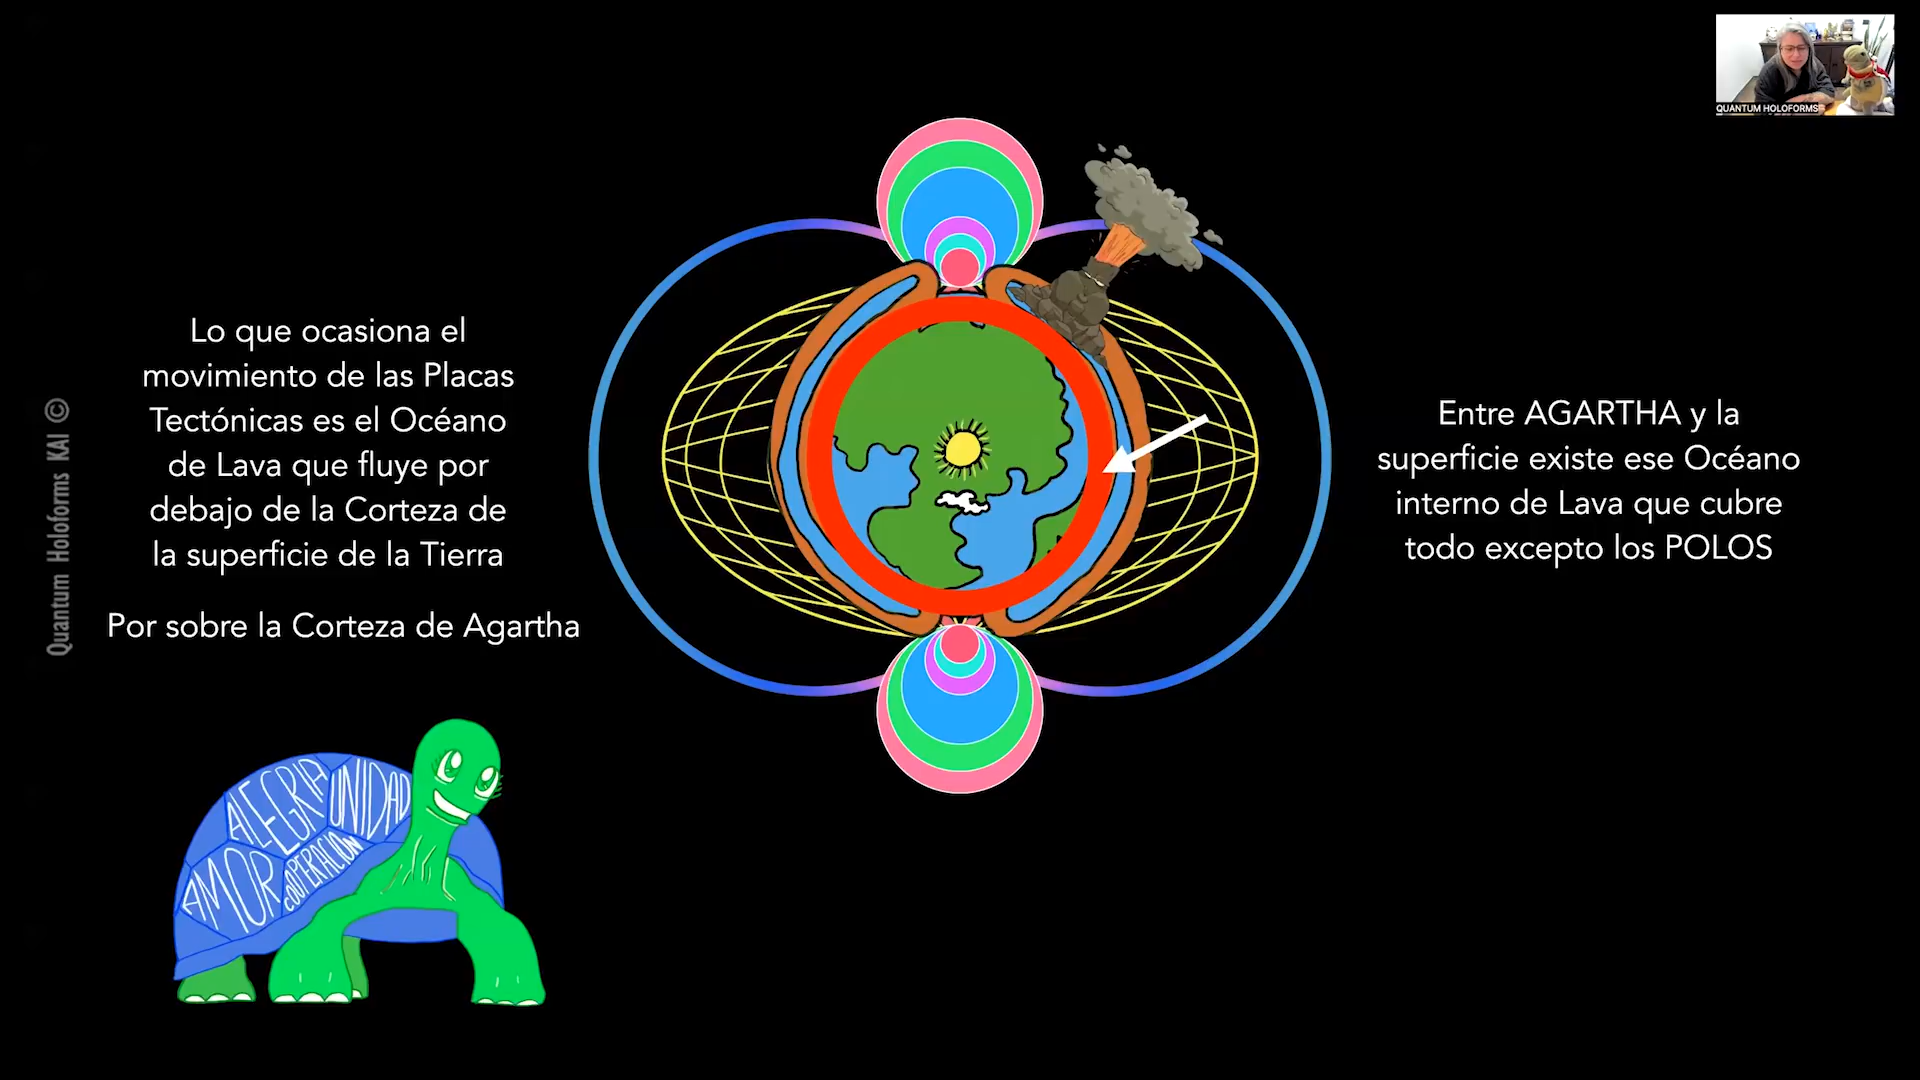 QUANTUM HOLOFORMS
Lo que ocasiona el
movimiento de las Placas
Tectónicas es el Océano
de Lava que fluye por
debajo de la Corteza de
la superficie de la Tierra
Por sobre la Corteza de Agartha
Entre AGARTHA y la
superficie existe ese Océano
interno de Lava que cubre
todo excepto los POLOS
Quantum Holoforms KAI ©
ALEGRIA
UNIDAD
AMOR
COOPERACION